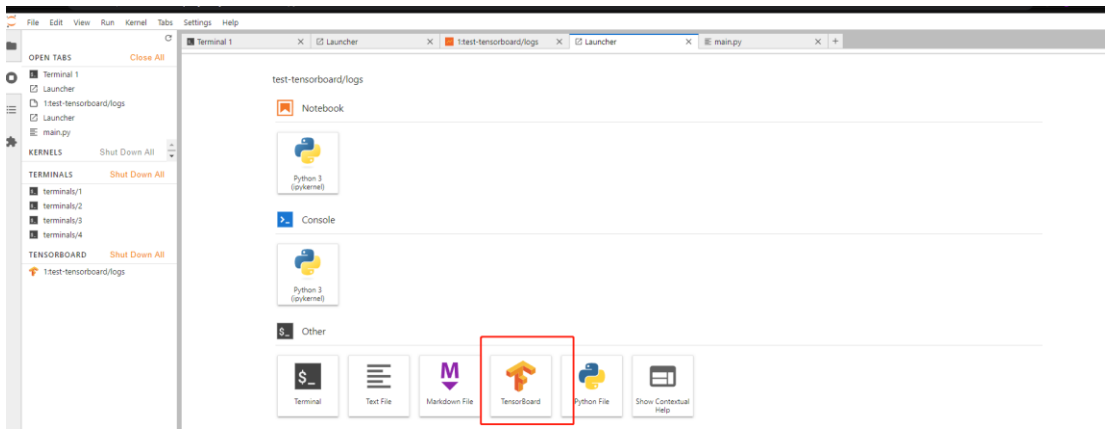 File Edit View Run Kernel Tabs Settings Help
Terminal 1
Launcher
1:test-tensorboard/logs
Launcher
main.py
OPEN TABS Close All
Terminal 1
Launcher
1:test-tensorboard/logs
Launcher
main.py
KERNELS Shut Down All
TERMINALS Shut Down All
terminals/1
terminals/2
terminals/3
terminals/4
TENSORBOARD Shut Down All
1:test-tensorboard/logs
test-tensorboard/logs
Notebook
Python 3
(ipykernel)
>_ Console
Python 3
(ipykernel)
$_ Other
$_
Terminal
Text File
M
Markdown File
TensorBoard
Python File
Show Contextual
Help